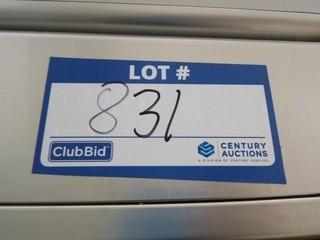 LOT #
831
ClubBid
CENTURY
AUCTIONS
A DIVISION OF CENTURY SERVICES